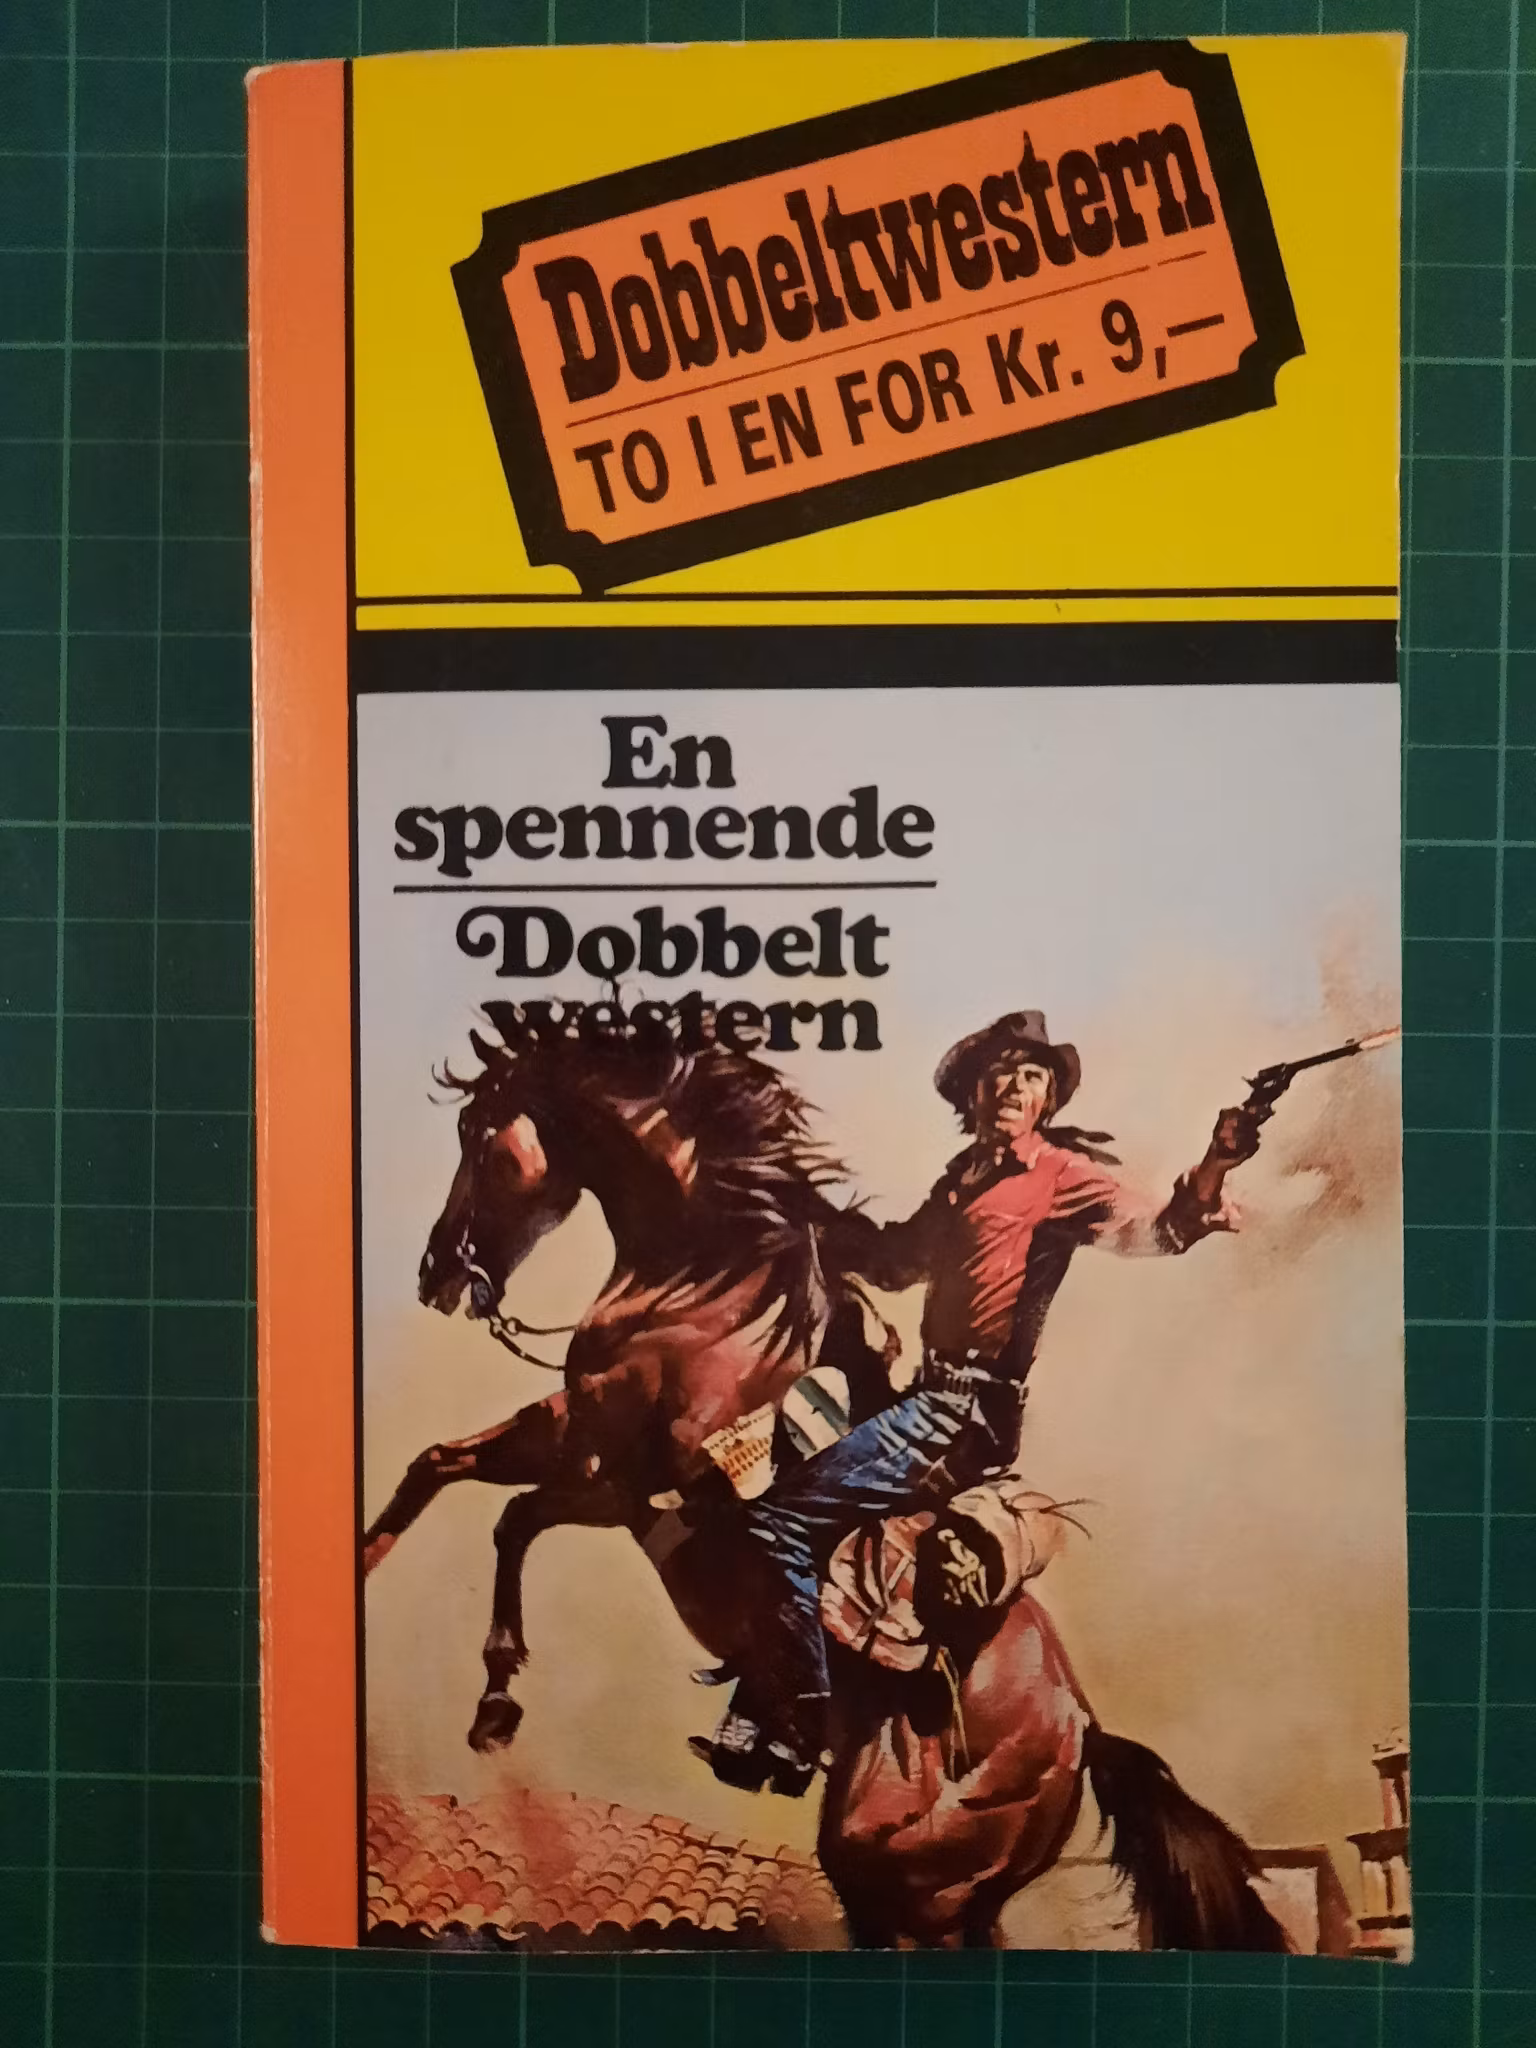 Dobbeltwestern
TO I EN FOR Kr. 9,—
En
spennende
Dobbelt
western